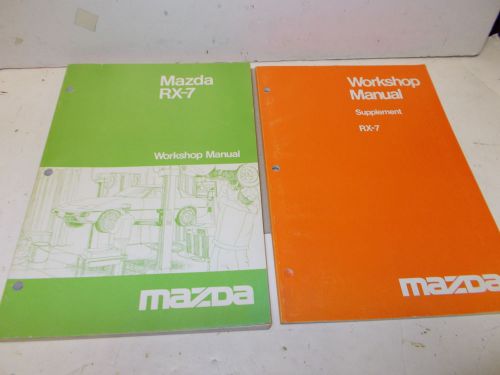 Mazda
RX-7
Workshop Manual
mazda
Workshop
Manual
Supplement
RX-7
mazda